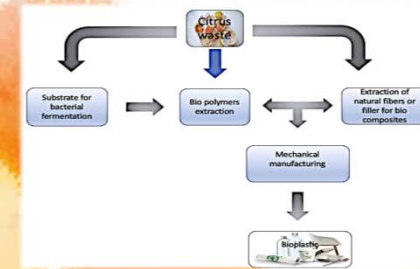 Citrus
waste
Substrate for
bacterial
fermentation
Bio polymers
extraction
Extraction of
natural fibers or
filler for bio
composites
Mechanical
manufacturing
Bioplastic